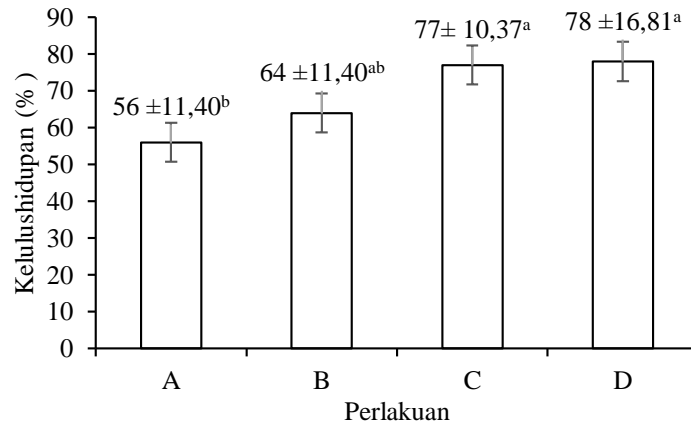 Kelulushidupan (% )
90
80
70
60
50
40
30
20
10
0
56 ±11,40ᵇ
64 ±11,40ᵃᵇ
77± 10,37ᵃ
78 ±16,81ᵃ
A B C D
Perlakuan